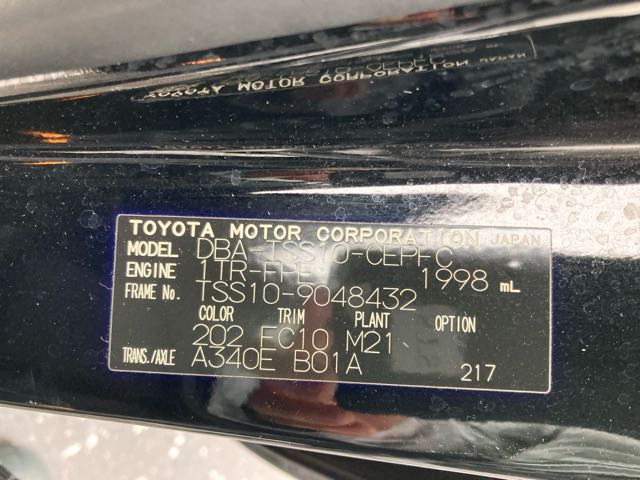 TOYOTA MOTOR CORPORATION JAPAN
MODEL DBA-TSS10-CEPFC
ENGINE 1TR-FPE 1998 mL
FRAME No. TSS10-9048432
COLOR TRIM PLANT OPTION
202 FC10 M21
TRANS./AXLE A340E B01A 217